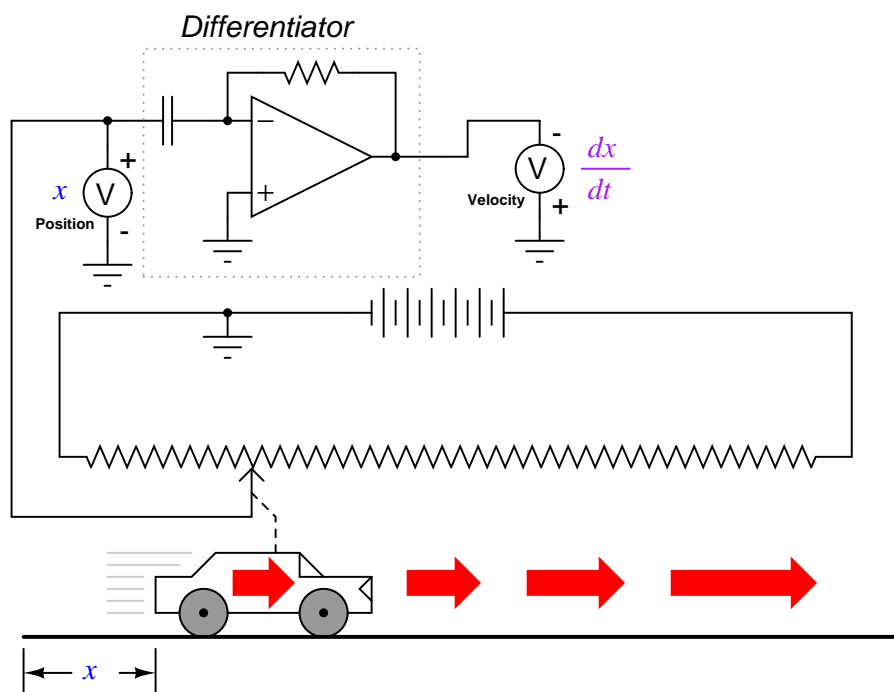 Differentiator
−
+
+
V
x
Position
-
-
V
Velocity
+
dx
dt
x